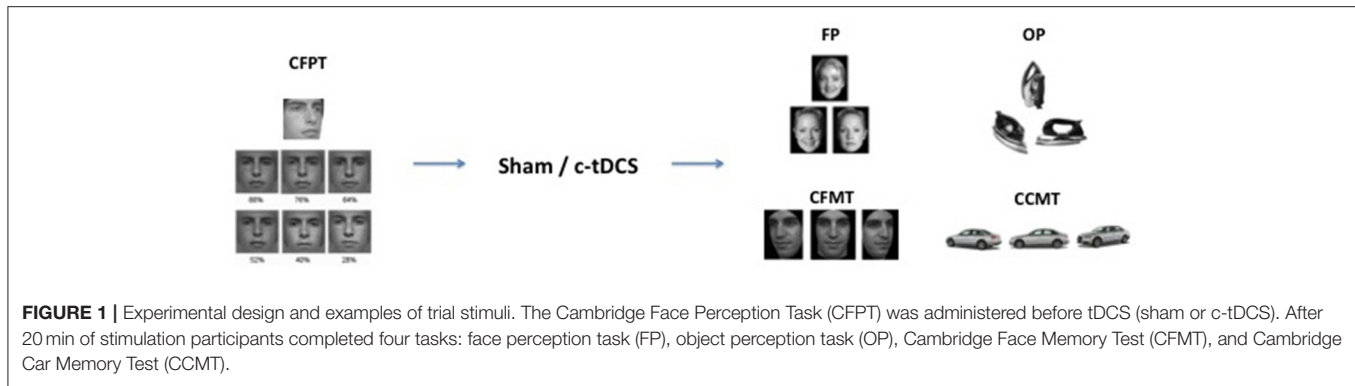 CFPT
88% 76% 64%
52% 40% 28%
Sham / c-tDCS
FP
OP
CFMT
CCMT
FIGURE 1 | Experimental design and examples of trial stimuli. The Cambridge Face Perception Task (CFPT) was administered before tDCS (sham or c-tDCS). After
20 min of stimulation participants completed four tasks: face perception task (FP), object perception task (OP), Cambridge Face Memory Test (CFMT), and Cambridge
Car Memory Test (CCMT).